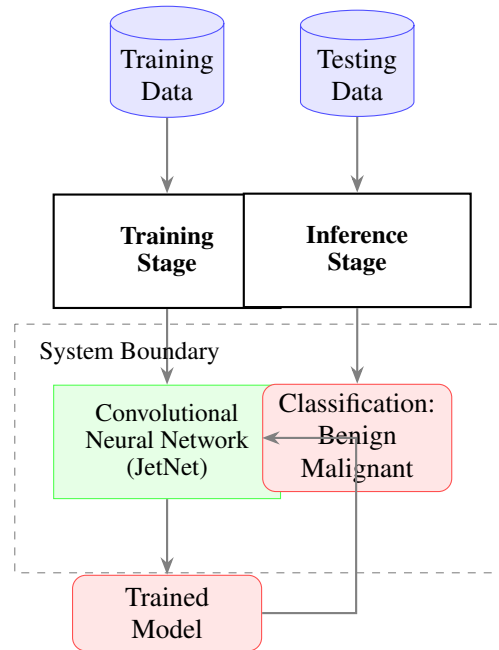 Training
Data
Testing
Data
Training
Stage
Inference
Stage
System Boundary
Convolutional
Neural Network
(JetNet)
Classification:
Benign
Malignant
Trained
Model